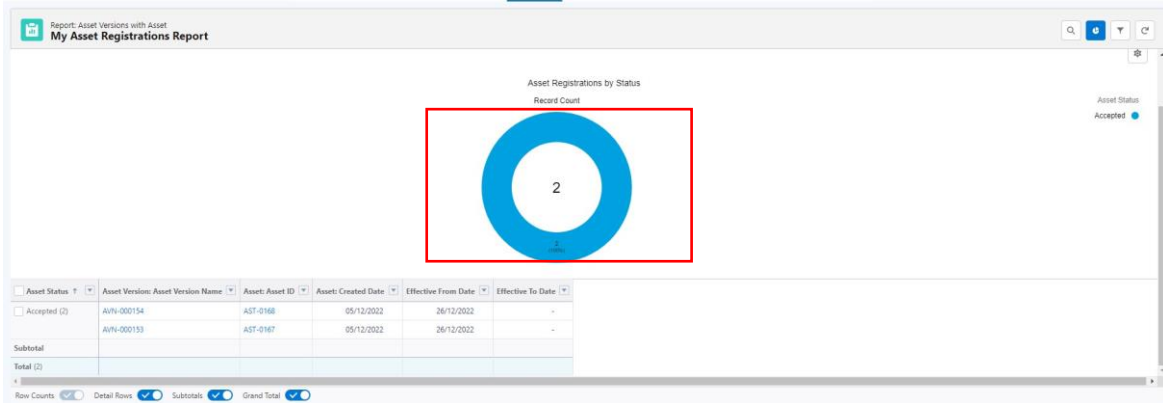 Report: Asset Versions with Asset
My Asset Registrations Report
Asset Registrations by Status
Record Count
Asset Status
Accepted
2
2
Asset Status ↑ Asset Version: Asset Version Name Asset: Asset ID Asset: Created Date Effective From Date Effective To Date
Accepted (2) AVN-000154 AST-0168 05/12/2022 26/12/2022 -
AVN-000153 AST-0167 05/12/2022 26/12/2022 -
Subtotal
Total (2)
Row Counts Detail Rows Subtotals Grand Total